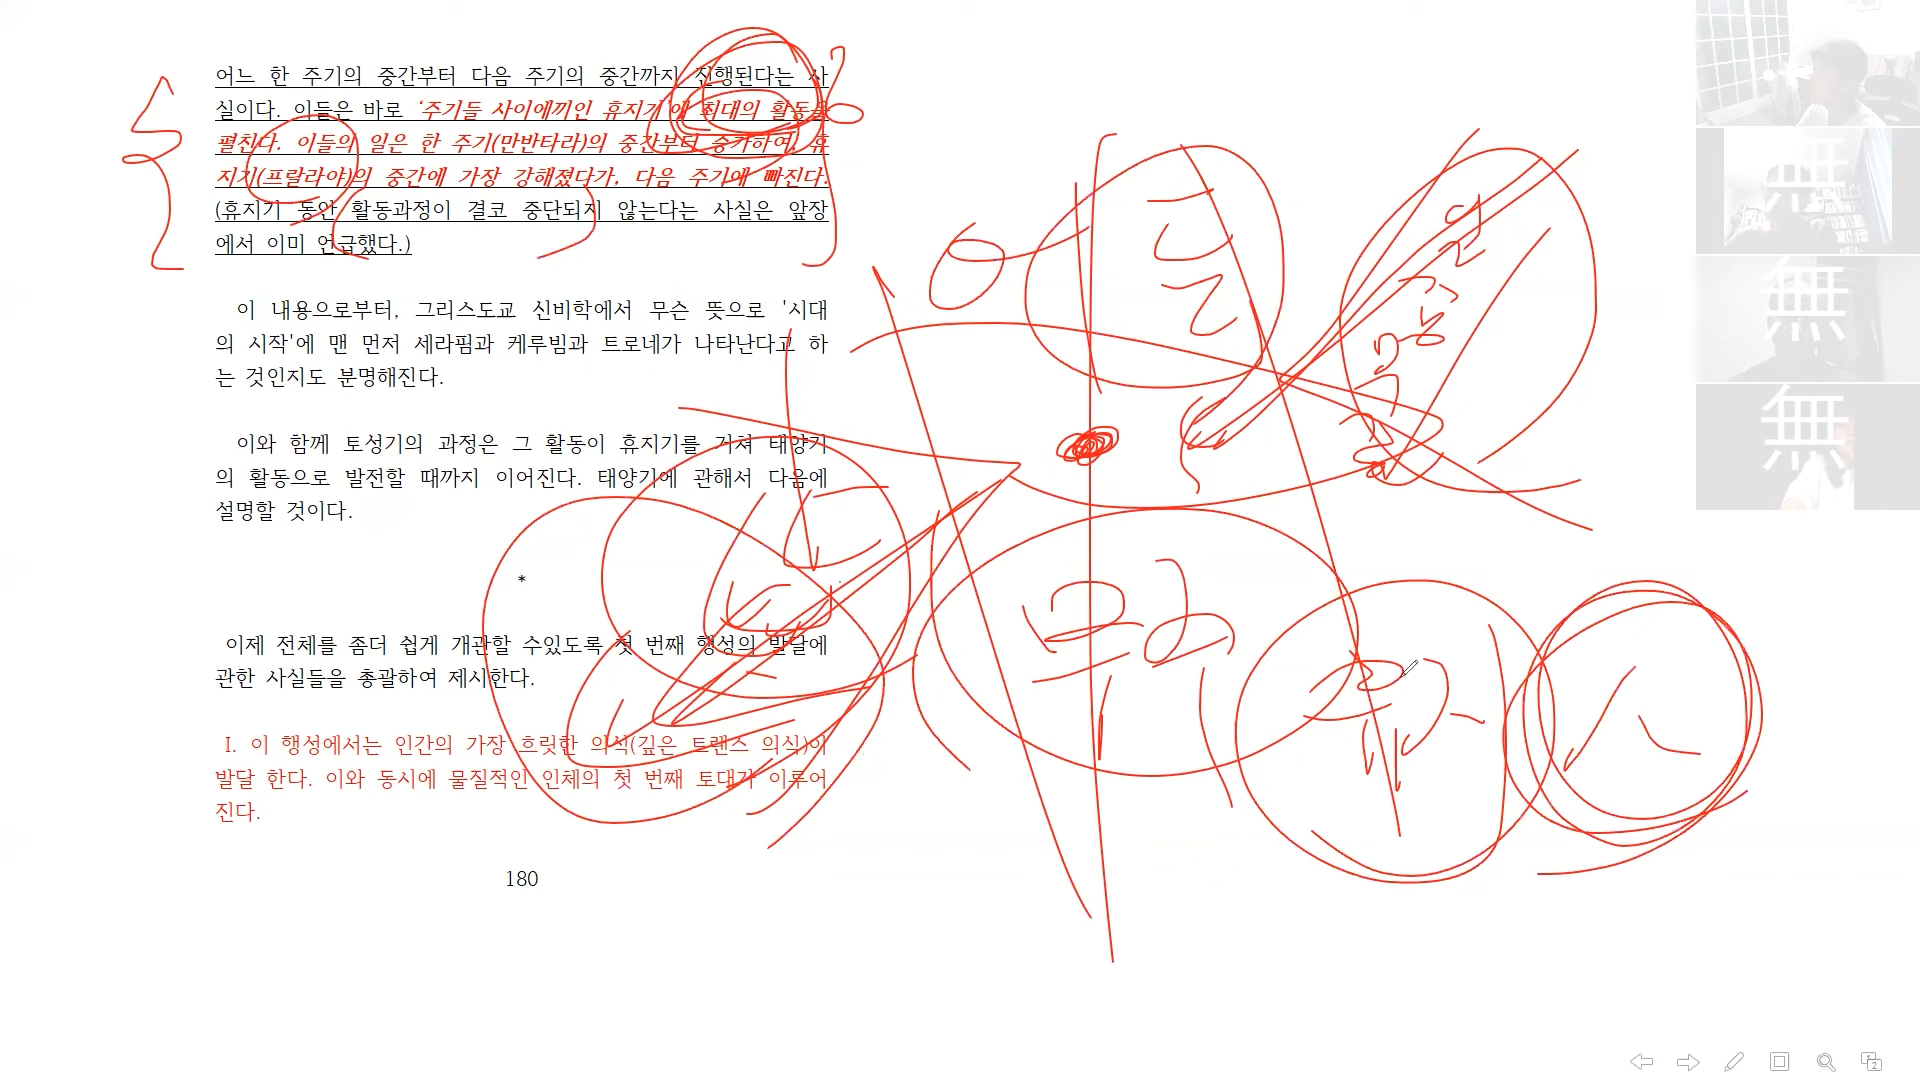 어느 한 주기의 중간부터 다음 주기의 중간까지 진행된다는 사
실이다. 이들은 바로 ‘주기들 사이에끼인 휴지기’에 최대의 활동을
펼친다. 이들의 일은 한 주기(만반타라)의 중간부터 증가하여, 휴
지기(프랄라야)의 중간에 가장 강해졌다가, 다음 주기에 빠진다.
(휴지기 동안 활동과정이 결코 중단되지 않는다는 사실은 앞장
에서 이미 언급했다.)
이 내용으로부터, 그리스도교 신비학에서 무슨 뜻으로 '시대
의 시작'에 맨 먼저 세라핌과 케루빔과 트로네가 나타난다고 하
는 것인지도 분명해진다.
이와 함께 토성기의 과정은 그 활동이 휴지기를 거쳐 태양기
의 활동으로 발전할 때까지 이어진다. 태양기에 관해서 다음에
설명할 것이다.
*
이제 전체를 좀더 쉽게 개관할 수있도록 첫 번째 행성의 발달에
관한 사실들을 총괄하여 제시한다.
I. 이 행성에서는 인간의 가장 흐릿한 의식(깊은 트랜스 의식)이
발달 한다. 이와 동시에 물질적인 인체의 첫 번째 토대가 이루어
진다.
180
無
無
無